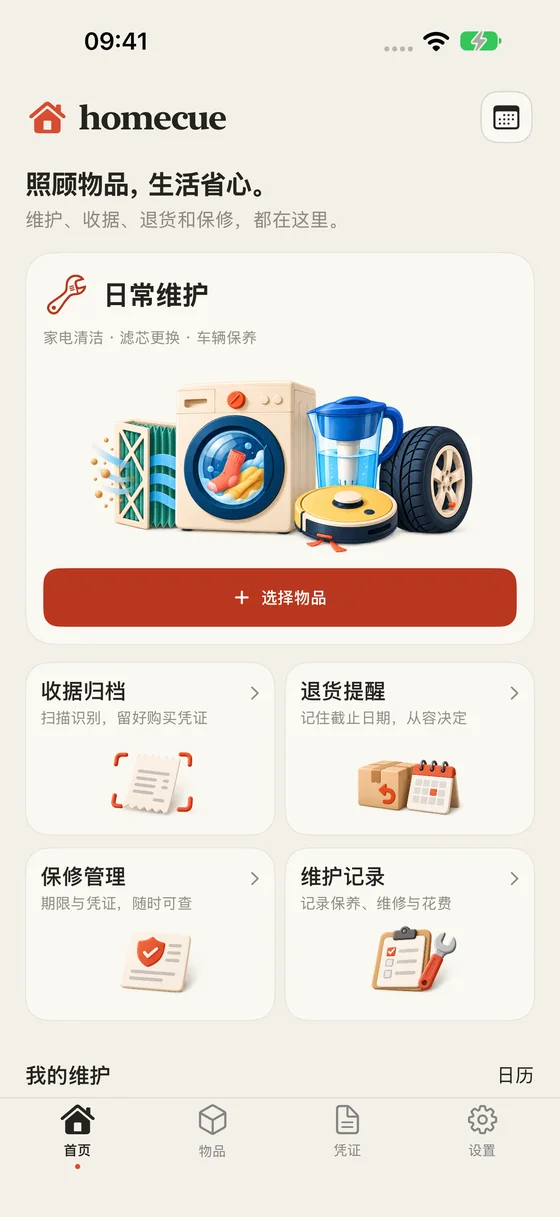 09:41
homecue
照顾物品，生活省心。
维护、收据、退货和保修，都在这里。
日常维护
家电清洁 · 滤芯更换 · 车辆保养
+ 选择物品
收据归档
扫描识别，留好购买凭证
退货提醒
记住截止日期，从容决定
保修管理
期限与凭证，随时可查
维护记录
记录保养、维修与花费
我的维护
日历
首页
物品
凭证
设置